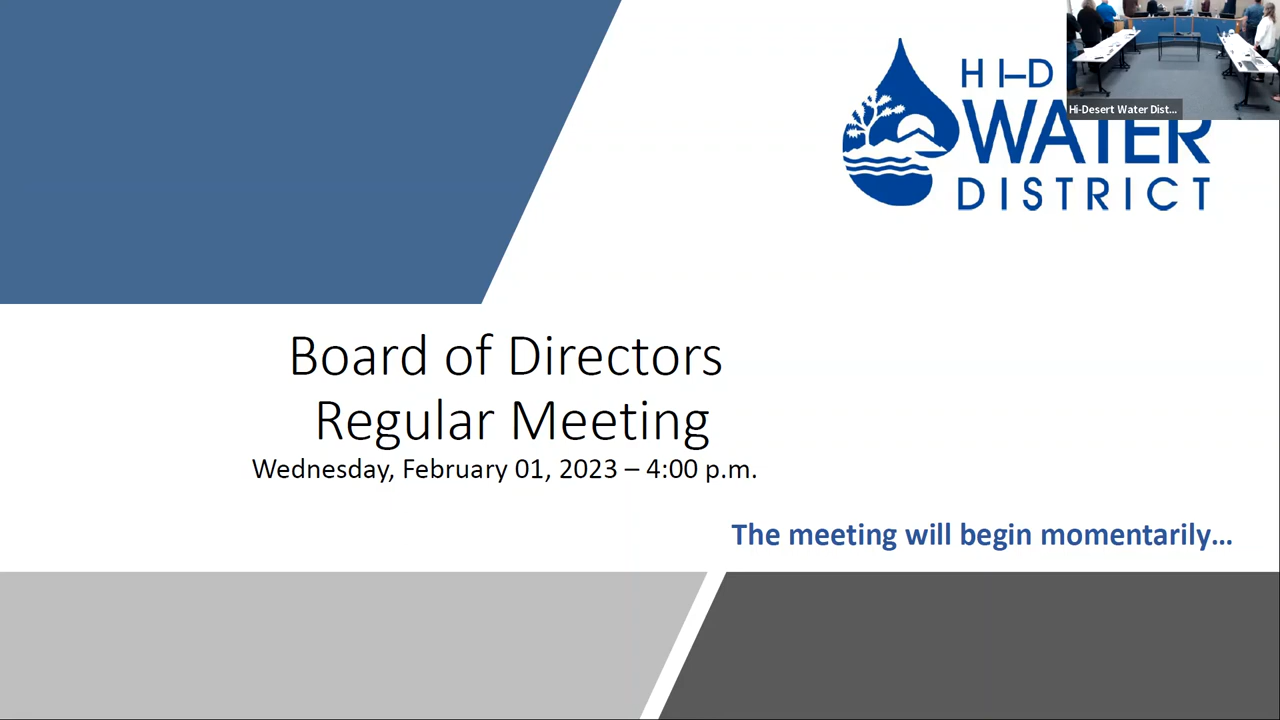 HI-D
WATER
DISTRICT
Hi-Desert Water Dist...
Board of Directors
Regular Meeting
Wednesday, February 01, 2023 – 4:00 p.m.
The meeting will begin momentarily...